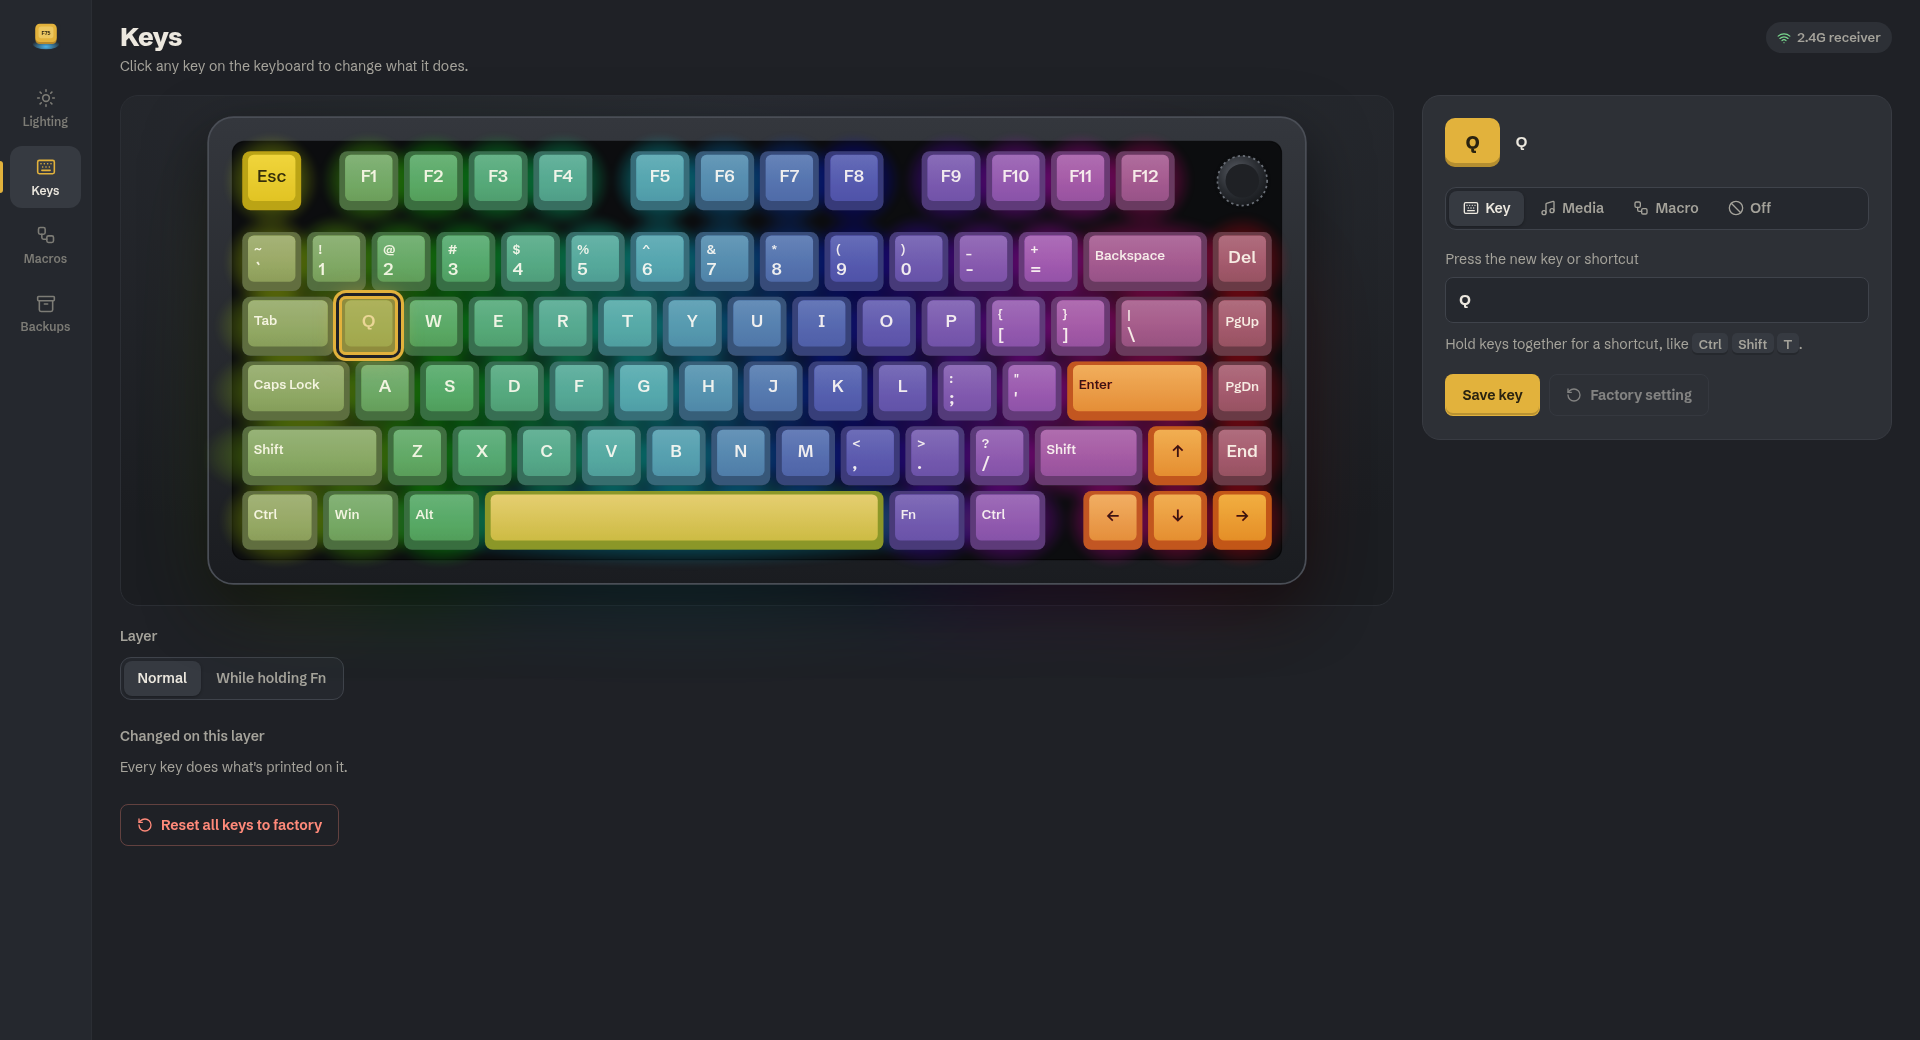 F75
Lighting
Keys
Macros
Backups
Keys
Click any key on the keyboard to change what it does.
2.4G receiver
Esc F1 F2 F3 F4 F5 F6 F7 F8 F9 F10 F11 F12
~ ! @ # $ % ^ & * ( ) _ +
` 1 2 3 4 5 6 7 8 9 0 - = Backspace Del
Tab Q W E R T Y U I O P { [ } ] | \ PgUp
Caps Lock A S D F G H J K L : ; " ' Enter PgDn
Shift Z X C V B N M < , > . ? / Shift ↑ End
Ctrl Win Alt Fn Ctrl ← ↓ →
Layer
Normal While holding Fn
Changed on this layer
Every key does what's printed on it.
Reset all keys to factory
Q Q
Key Media Macro Off
Press the new key or shortcut
Q
Hold keys together for a shortcut, like Ctrl Shift T.
Save key Factory setting